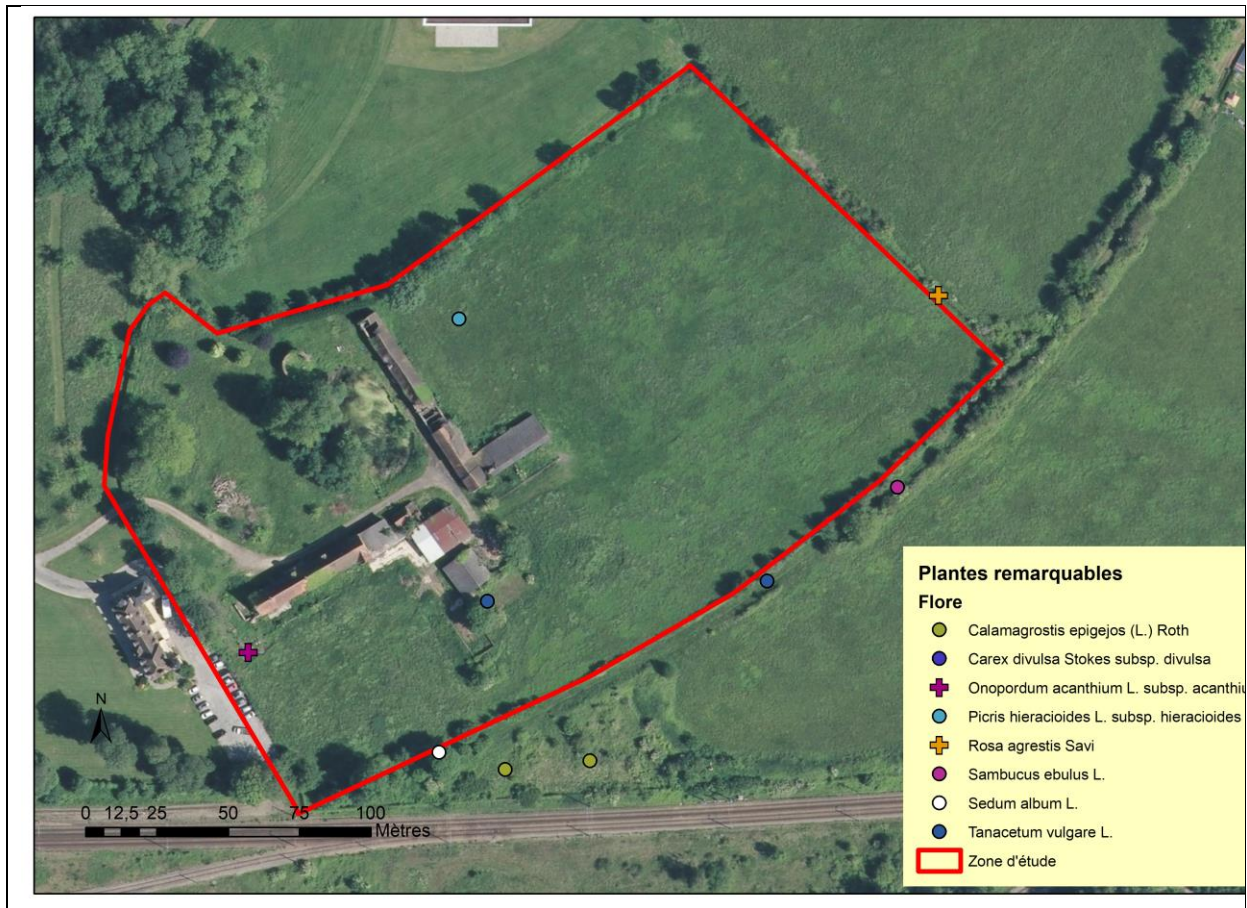 Plantes remarquables
Flore
Calamagrostis epigejos (L.) Roth
Carex divulsa Stokes subsp. divulsa
Onopordum acanthium L. subsp. acanthiu
Picris hieracioides L. subsp. hieracioides
Rosa agrestis Savi
Sambucus ebulus L.
Sedum album L.
Tanacetum vulgare L.
Zone d'étude
N
0 12,5 25 50 75 100
Mètres